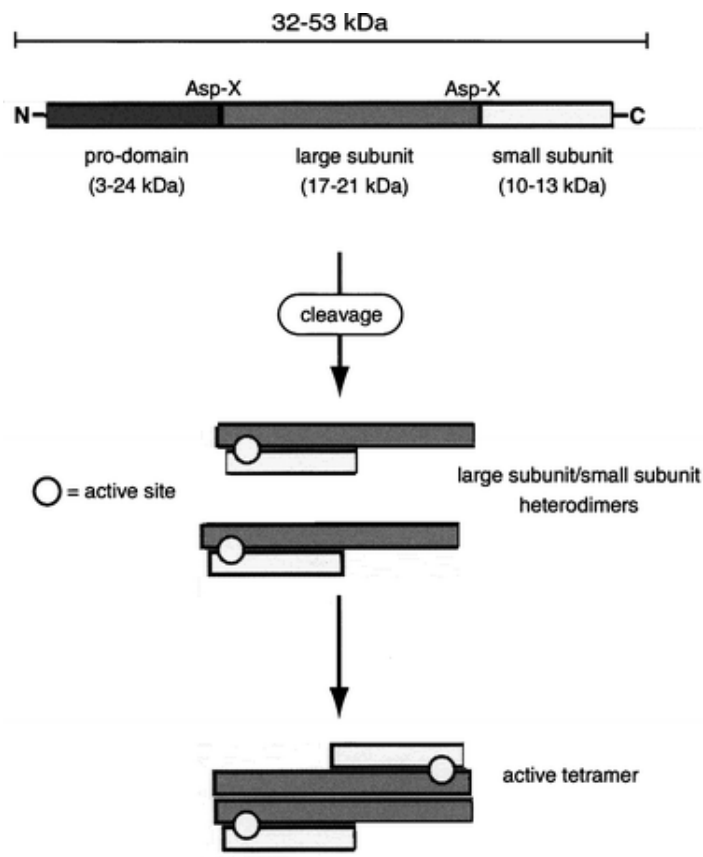 32-53 kDa
Asp-X Asp-X
N C
pro-domain large subunit small subunit
(3-24 kDa) (17-21 kDa) (10-13 kDa)
cleavage
large subunit/small subunit
heterodimers
= active site
active tetramer